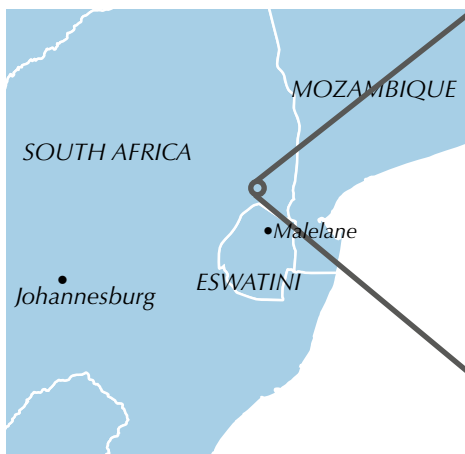 MOZAMBIQUE
SOUTH AFRICA
Malelane
ESWATINI
Johannesburg